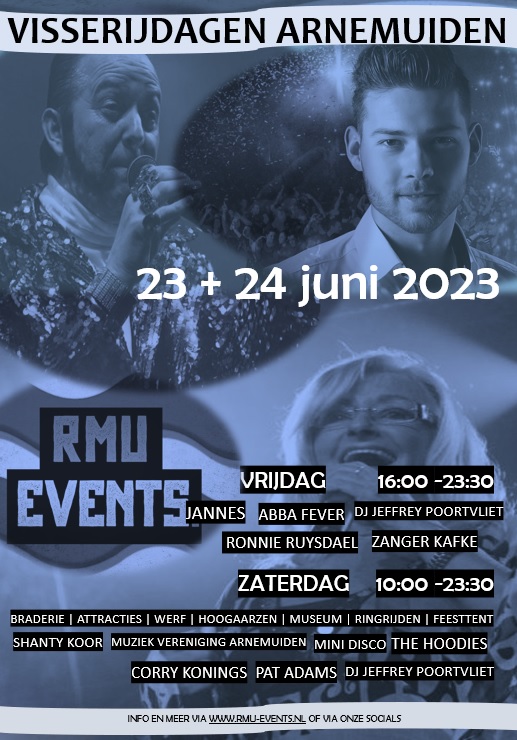 VISSERIJDAGEN ARNEMUIDEN
23 + 24 juni 2023
RMU
EVENTS
VRIJDAG 16:00 -23:30
JANNES ABBA FEVER DJ JEFFREY POORTVLIET
RONNIE RUYSDAEL ZANGER KAFKE
ZATERDAG 10:00 -23:30
BRADERIE | ATTRACTIES | WERF | HOOGAARZEN | MUSEUM | RINGRIJDEN | FEESTTENT
SHANTY KOOR MUZIEK VERENIGING ARNEMUIDEN MINI DISCO THE HOODIES
CORRY KONINGS PAT ADAMS DJ JEFFREY POORTVLIET
INFO EN MEER VIA WWW.RMU-EVENTS.NL OF VIA ONZE SOCIALS